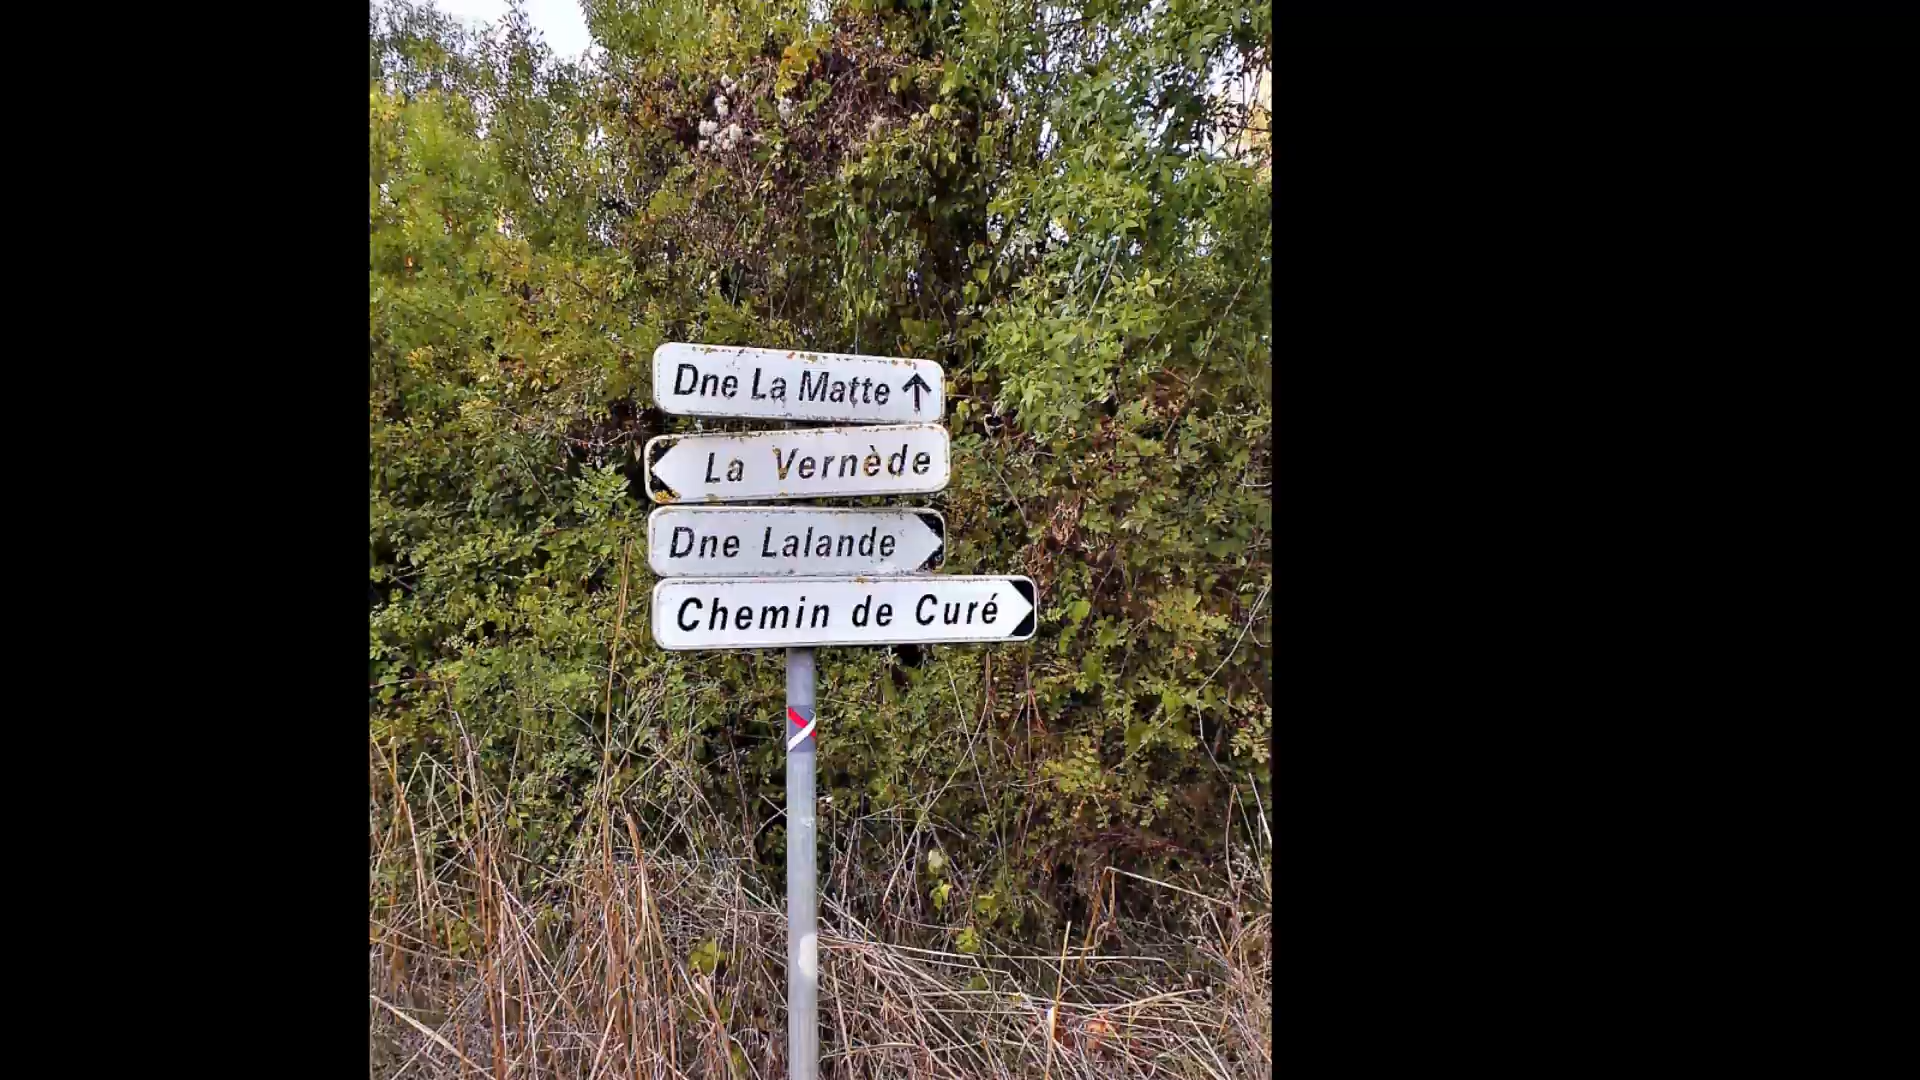 Dne La Matte ↑
La Vernède
Dne Lalande
Chemin de Curé